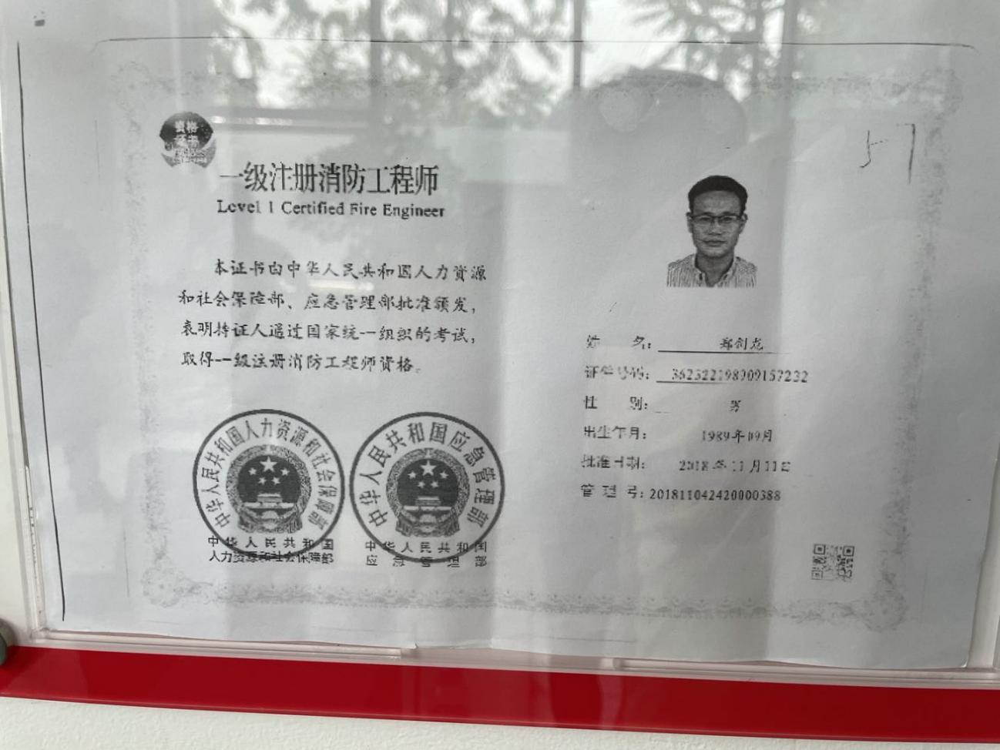 资格
证书
一级注册消防工程师
Level 1 Certified Fire Engineer
本证书由中华人民共和国人力资源
和社会保障部、应急管理部批准颁发，
表明持证人通过国家统一组织的考试，
取得一级注册消防工程师资格。
中华人民共和国人力资源和社会保障部
中华人民共和国应急管理部
中华人民共和国
人力资源和社会保障部
中华人民共和国
应急管理部
57
姓 名： 郑剑龙
证件号码： 362322198909157232
性 别： 男
出生年月： 1989年09月
批准日期： 2018年11月11日
管 理 号：201811042420000388